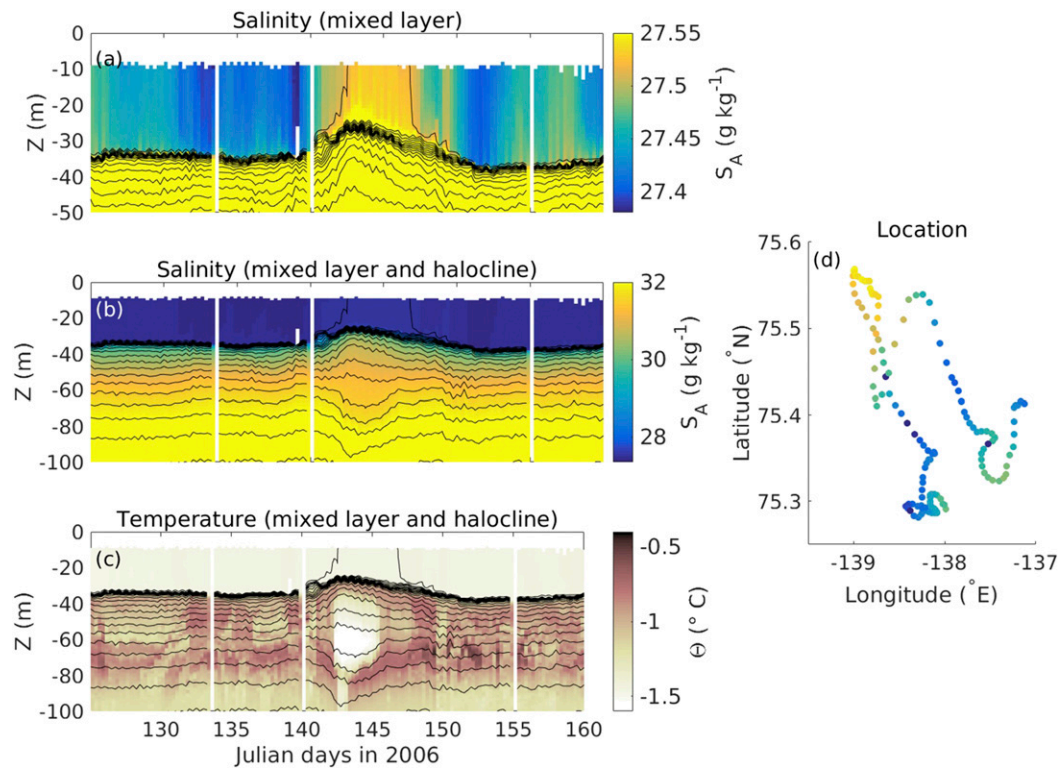 Salinity (mixed layer)
(a)
0
-10
-20
-30
-40
-50
Z (m)
27.55
27.5
27.45
27.4
S_A (g kg⁻¹)
Salinity (mixed layer and halocline)
(b)
0
-20
-40
-60
-80
-100
Z (m)
32
30
28
S_A (g kg⁻¹)
Temperature (mixed layer and halocline)
(c)
0
-20
-40
-60
-80
-100
Z (m)
130 135 140 145 150 155 160
Julian days in 2006
-0.5
-1
-1.5
Θ (° C)
Location
(d)
75.6
75.5
75.4
75.3
Latitude (°N)
-139 -138 -137
Longitude (°E)